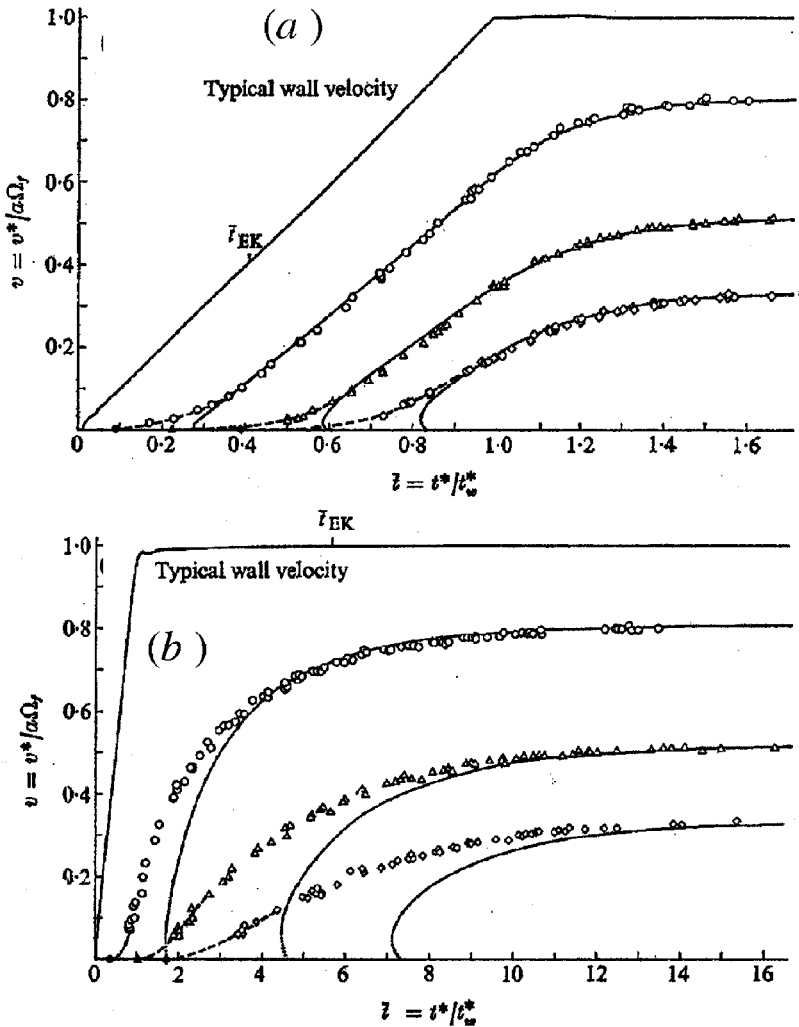 (a)
1·0
0·8
0·6
0·4
0·2
Typical wall velocity
t̄EK
v = v*/aΩf
0 0·2 0·4 0·6 0·8 1·0 1·2 1·4 1·6
t̄ = t*/t*w
t̄EK
1·0
0·8
0·6
0·4
0·2
Typical wall velocity
(b)
v = v*/aΩf
0 2 4 6 8 10 12 14 16
t̄ = t*/t*w